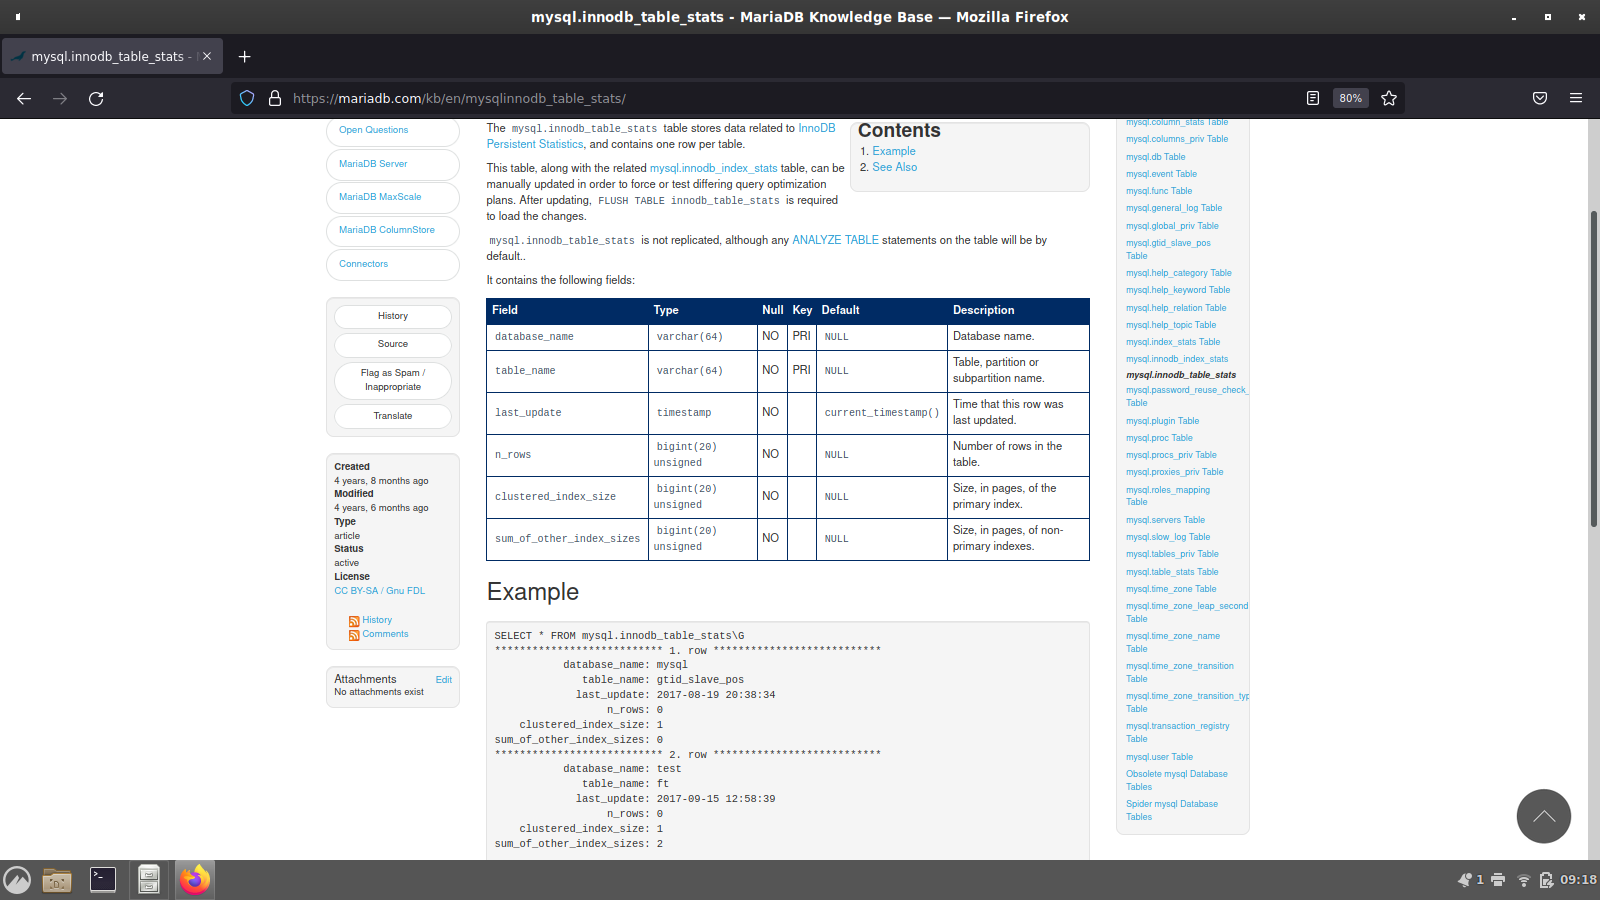 mysql.innodb_table_stats - MariaDB Knowledge Base — Mozilla Firefox
mysql.innodb_table_stats -
https://mariadb.com/kb/en/mysqlinnodb_table_stats/
80%
Open Questions
MariaDB Server
MariaDB MaxScale
MariaDB ColumnStore
Connectors
History
Source
Flag as Spam /
Inappropriate
Translate
Created
4 years, 8 months ago
Modified
4 years, 6 months ago
Type
article
Status
active
License
CC BY-SA / Gnu FDL
History
Comments
Attachments Edit
No attachments exist
The mysql.innodb_table_stats table stores data related to InnoDB
Persistent Statistics, and contains one row per table.
This table, along with the related mysql.innodb_index_stats table, can be
manually updated in order to force or test differing query optimization
plans. After updating, FLUSH TABLE innodb_table_stats is required
to load the changes.
mysql.innodb_table_stats is not replicated, although any ANALYZE TABLE statements on the table will be by
default..
It contains the following fields:
Contents
1. Example
2. See Also
Field Type Null Key Default Description
database_name varchar(64) NO PRI NULL Database name.
table_name varchar(64) NO PRI NULL Table, partition or
subpartition name.
last_update timestamp NO current_timestamp() Time that this row was
last updated.
n_rows bigint(20)
unsigned NO NULL Number of rows in the
table.
clustered_index_size bigint(20)
unsigned NO NULL Size, in pages, of the
primary index.
sum_of_other_index_sizes bigint(20)
unsigned NO NULL Size, in pages, of non-
primary indexes.
Example
SELECT * FROM mysql.innodb_table_stats\G
*************************** 1. row ***************************
database_name: mysql
table_name: gtid_slave_pos
last_update: 2017-08-19 20:38:34
n_rows: 0
clustered_index_size: 1
sum_of_other_index_sizes: 0
*************************** 2. row ***************************
database_name: test
table_name: ft
last_update: 2017-09-15 12:58:39
n_rows: 0
clustered_index_size: 1
sum_of_other_index_sizes: 2
mysql.column_stats Table
mysql.columns_priv Table
mysql.db Table
mysql.event Table
mysql.func Table
mysql.general_log Table
mysql.global_priv Table
mysql.gtid_slave_pos
Table
mysql.help_category Table
mysql.help_keyword Table
mysql.help_relation Table
mysql.help_topic Table
mysql.index_stats Table
mysql.innodb_index_stats
mysql.innodb_table_stats
mysql.password_reuse_check_
Table
mysql.plugin Table
mysql.proc Table
mysql.procs_priv Table
mysql.proxies_priv Table
mysql.roles_mapping
Table
mysql.servers Table
mysql.slow_log Table
mysql.tables_priv Table
mysql.table_stats Table
mysql.time_zone Table
mysql.time_zone_leap_second
mysql.time_zone_name
Table
mysql.time_zone_transition
Table
mysql.time_zone_transition_typ
Table
mysql.transaction_registry
Table
mysql.user Table
Obsolete mysql Database
Tables
Spider mysql Database
Tables
1
09:18